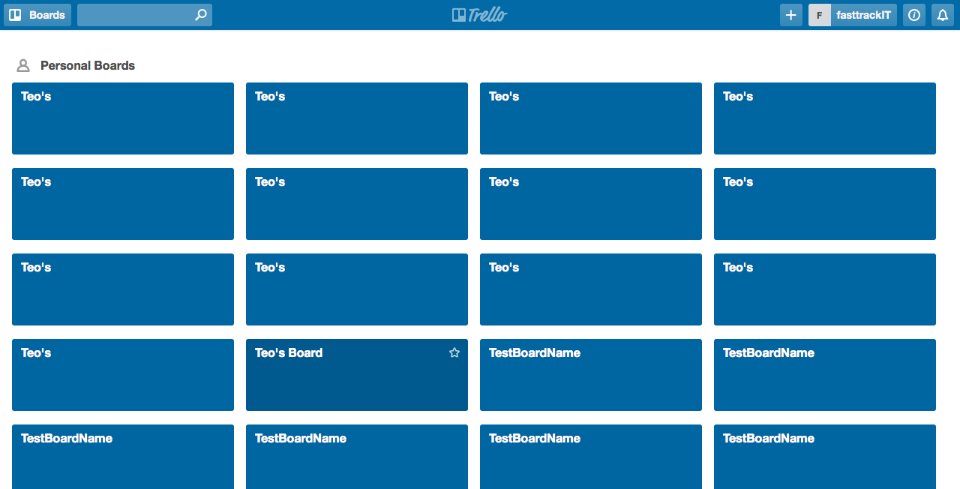 Boards Trello F fasttrackIT
Personal Boards
Teo's Teo's Teo's Teo's
Teo's Teo's Teo's Teo's
Teo's Teo's Teo's Teo's
Teo's Teo's Board TestBoardName TestBoardName
TestBoardName TestBoardName TestBoardName TestBoardName